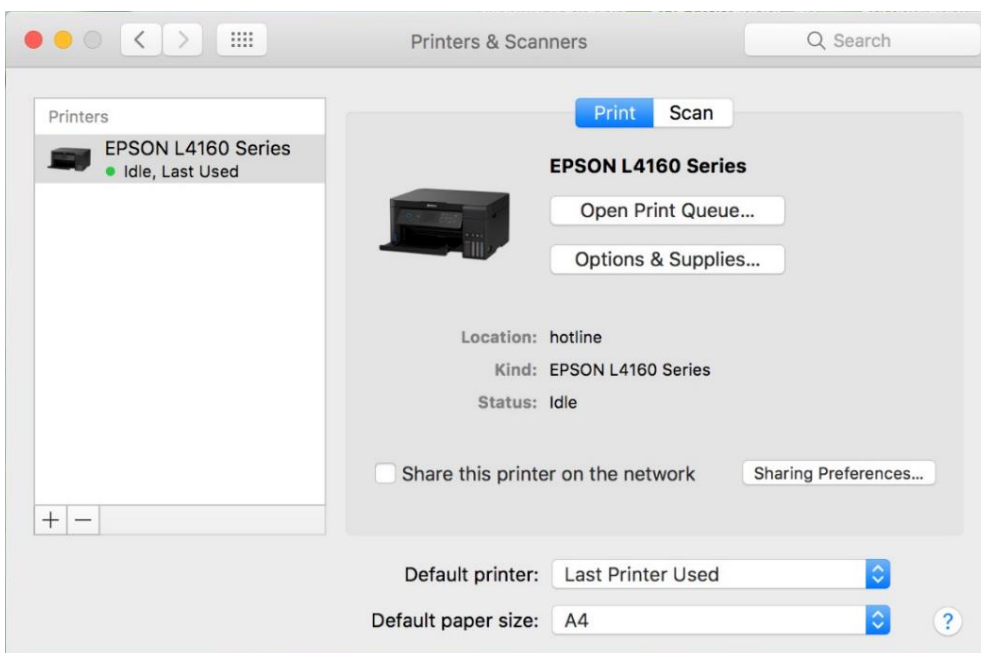 Printers & Scanners
Search
Printers
EPSON L4160 Series
Idle, Last Used
Print Scan
EPSON L4160 Series
Open Print Queue...
Options & Supplies...
Location: hotline
Kind: EPSON L4160 Series
Status: Idle
Share this printer on the network Sharing Preferences...
+ −
Default printer: Last Printer Used
Default paper size: A4
?